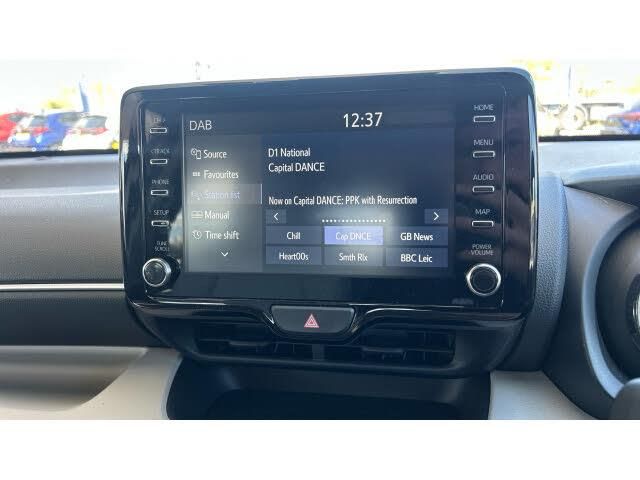 DAB
12:37
CH >
< TRACK
PHONE
SETUP
TUNE
SCROLL
Source
Favourites
Station list
Manual
Time shift
D1 National
Capital DANCE
Now on Capital DANCE: PPK with Resurrection
Chill
Cap DNCE
GB News
Heart00s
Smth Rlx
BBC Leic
HOME
MENU
AUDIO
MAP
POWER
VOLUME